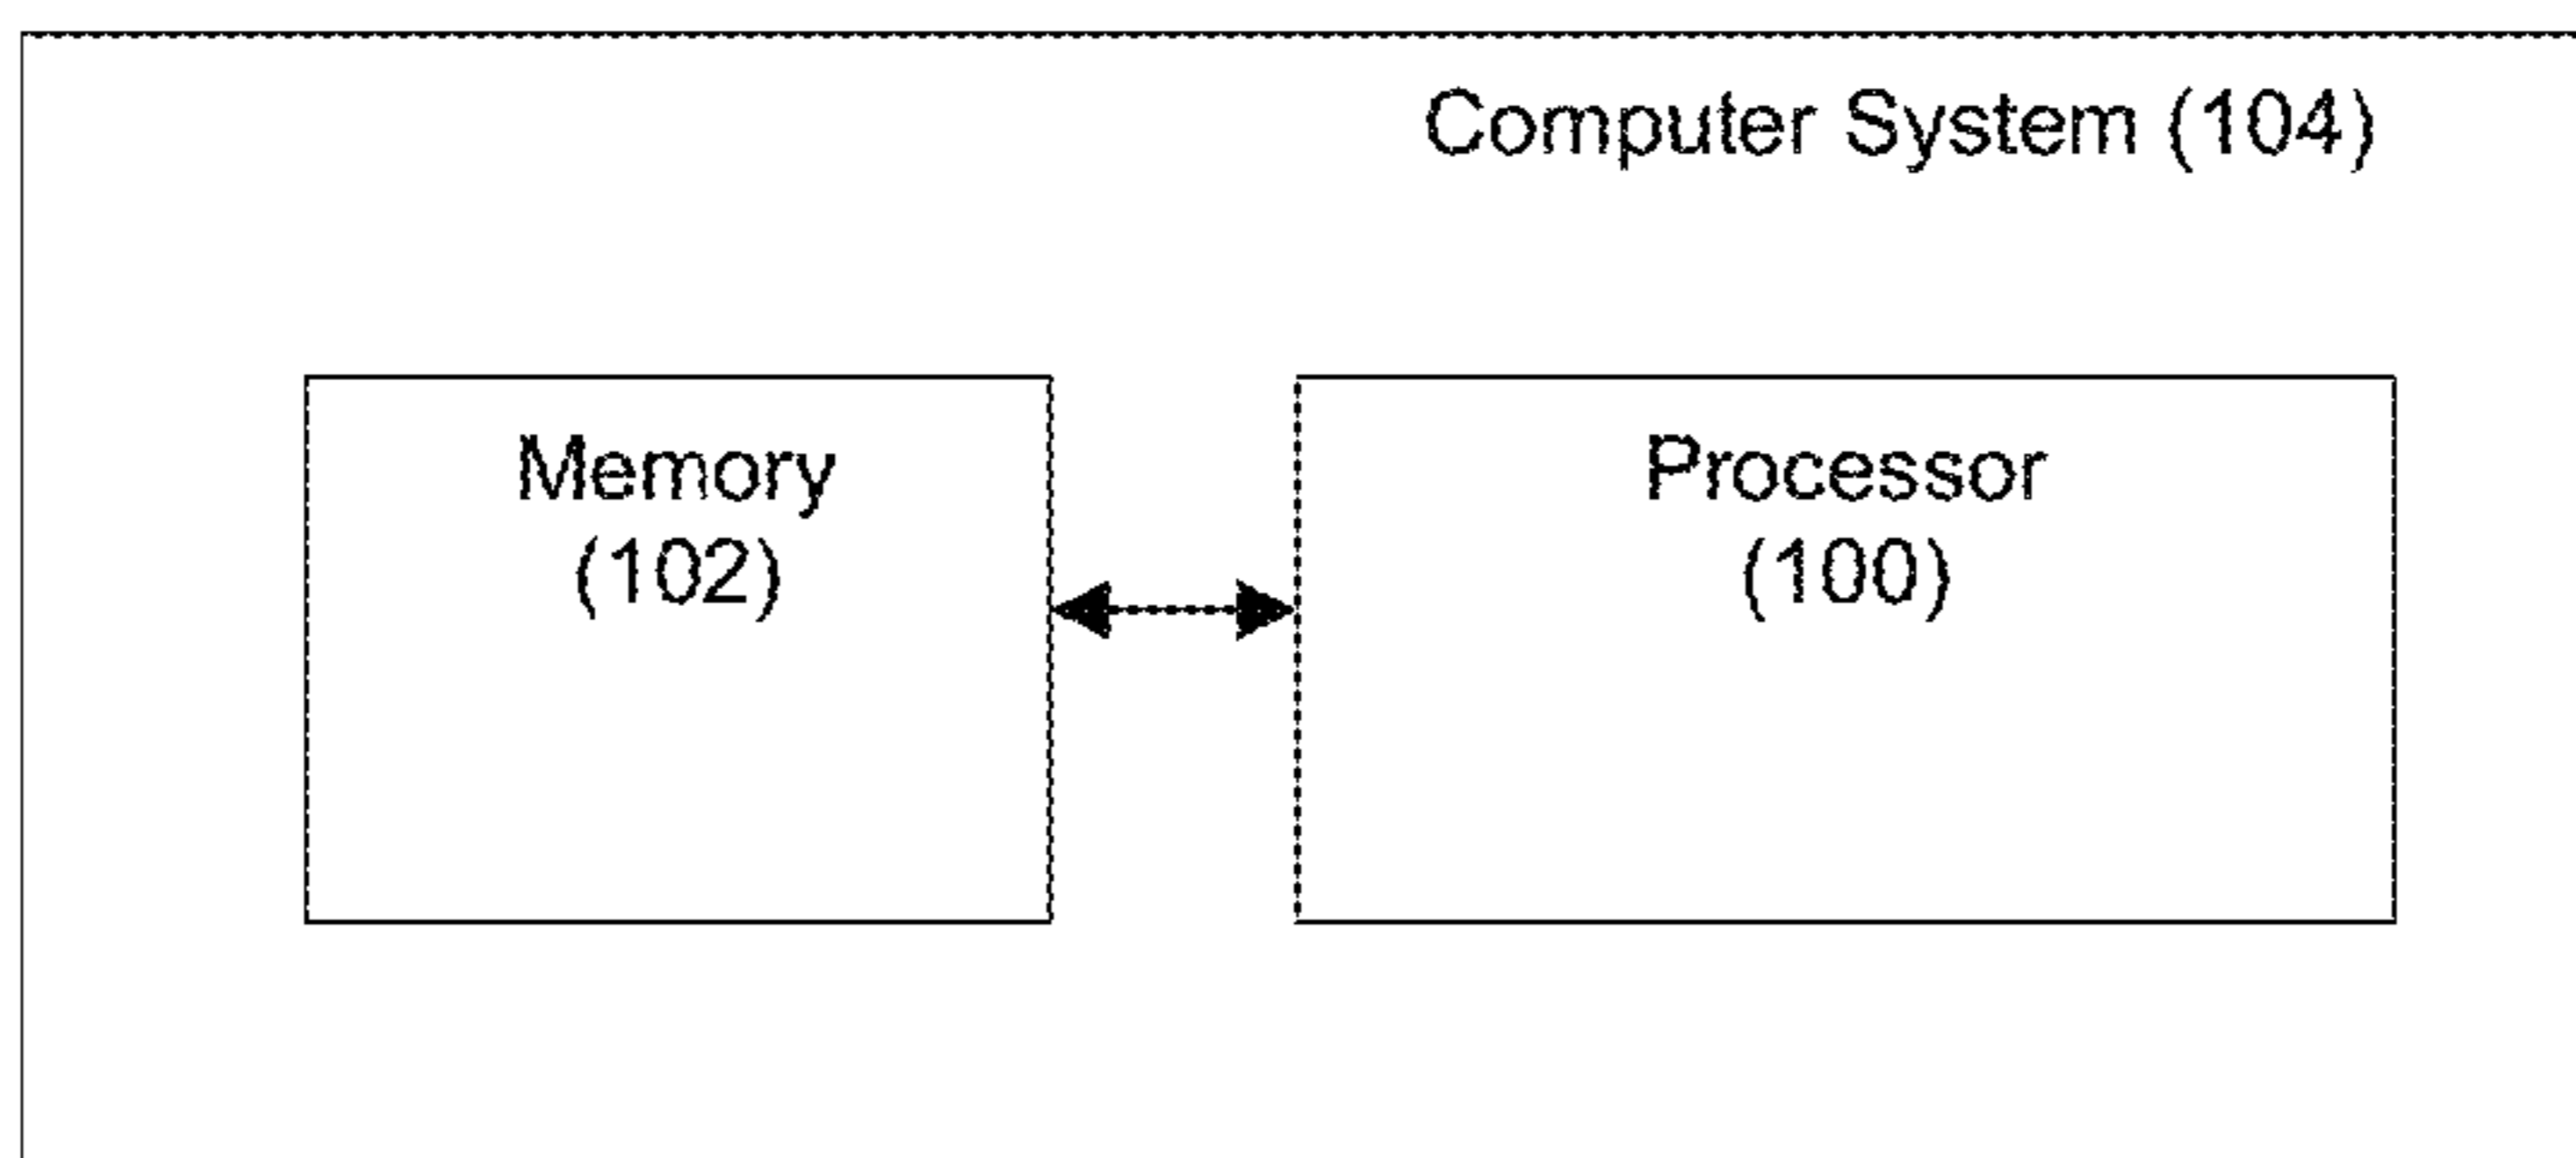 Computer System (104)
Memory
(102)
Processor
(100)